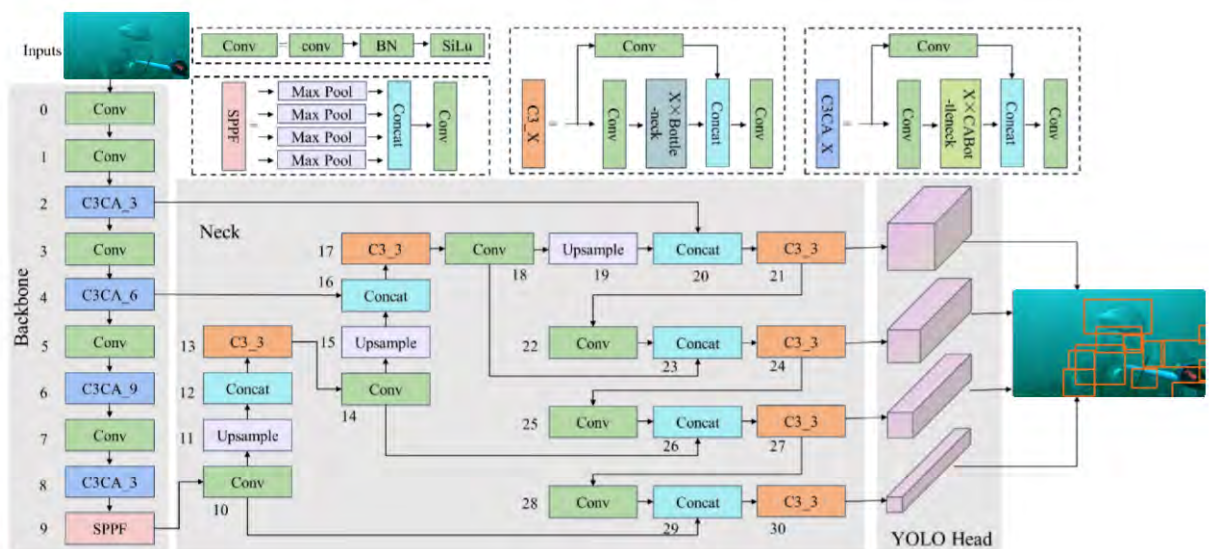 Inputs
Conv
=
conv
BN
SiLu
SPPF
=
Max Pool
Max Pool
Max Pool
Max Pool
Concat
Conv
C3_X
=
Conv
Conv
X×Bottle
-neck
Concat
Conv
C3CA_X
=
Conv
Conv
X×CABot
-tleneck
Concat
Conv
Backbone
0
Conv
1
Conv
2
C3CA_3
3
Conv
4
C3CA_6
5
Conv
6
C3CA_9
7
Conv
8
C3CA_3
9
SPPF
Neck
17
C3_3
Conv
18
Upsample
19
Concat
20
C3_3
21
16
Concat
15
Upsample
Conv
14
13
C3_3
12
Concat
11
Upsample
Conv
10
22
Conv
Concat
23
C3_3
24
25
Conv
Concat
26
C3_3
27
28
Conv
Concat
29
C3_3
30
YOLO Head